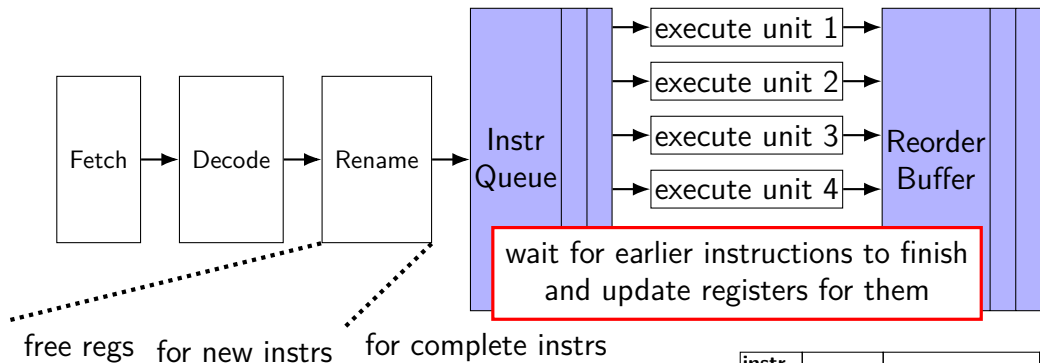 Fetch
Decode
Rename
Instr
Queue
execute unit 1
execute unit 2
execute unit 3
execute unit 4
Reorder
Buffer
wait for earlier instructions to finish
and update registers for them
free regs
for new instrs
for complete instrs
instr